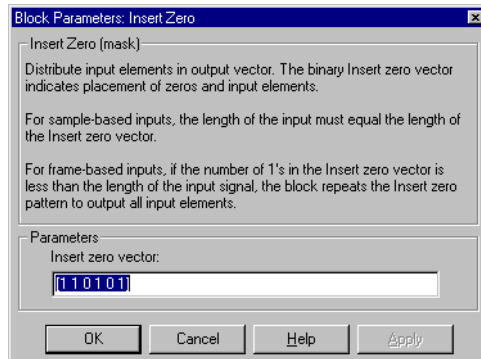 Block Parameters: Insert Zero
Insert Zero (mask)
Distribute input elements in output vector. The binary Insert zero vector
indicates placement of zeros and input elements.
For sample-based inputs, the length of the input must equal the length of
the Insert zero vector.
For frame-based inputs, if the number of 1's in the Insert zero vector is
less than the length of the input signal, the block repeats the Insert zero
pattern to output all input elements.
Parameters
Insert zero vector:
[1 1 0 1 0 1]
OK Cancel Help Apply